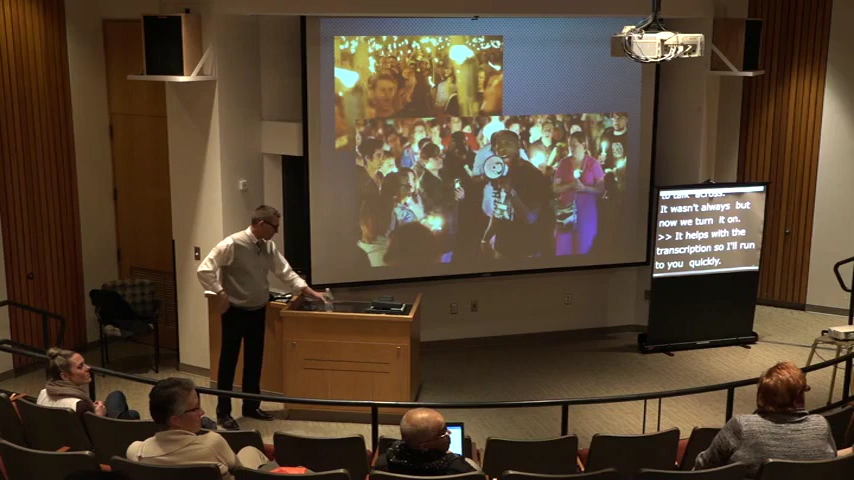 to talk across.
It wasn't always but
now we turn it on.
>> It helps with the
transcription so I'll run
to you quickly.